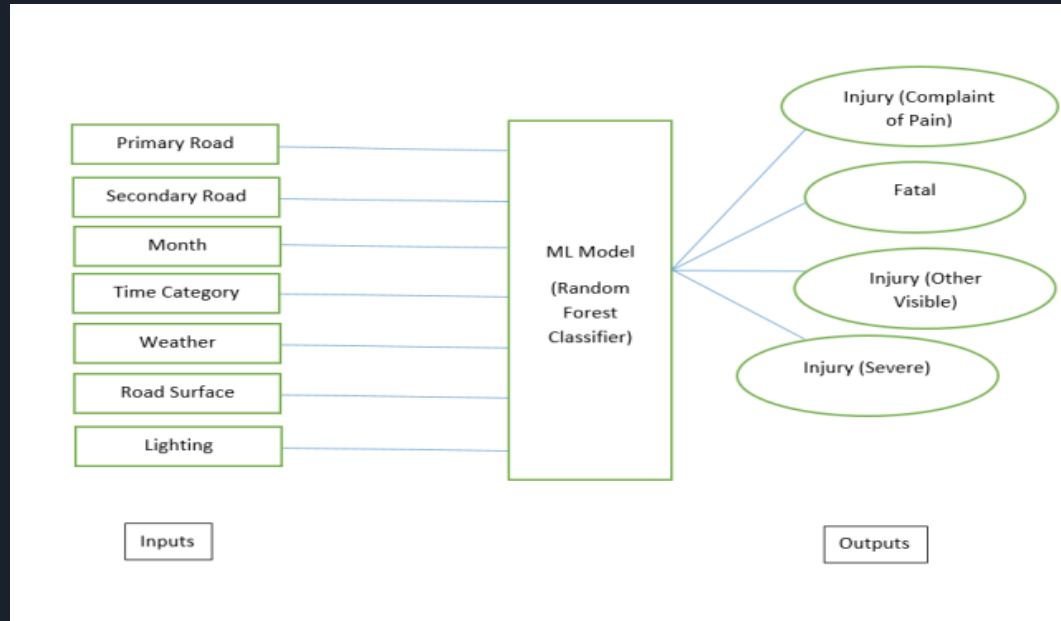 Primary Road
Secondary Road
Month
Time Category
Weather
Road Surface
Lighting
Inputs
ML Model
(Random
Forest
Classifier)
Injury (Complaint
of Pain)
Fatal
Injury (Other
Visible)
Injury (Severe)
Outputs